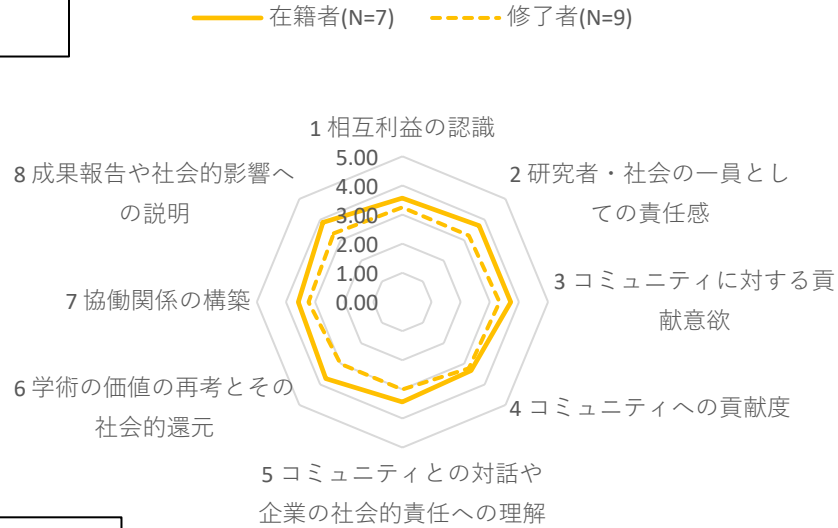 在籍者(N=7) 修了者(N=9)
1 相互利益の認識
2 研究者・社会の一員とし
ての責任感
3 コミュニティに対する貢
献意欲
4 コミュニティへの貢献度
5 コミュニティとの対話や
企業の社会的責任への理解
6 学術の価値の再考とその
社会的還元
7 協働関係の構築
8 成果報告や社会的影響へ
の説明
5.00
4.00
3.00
2.00
1.00
0.00